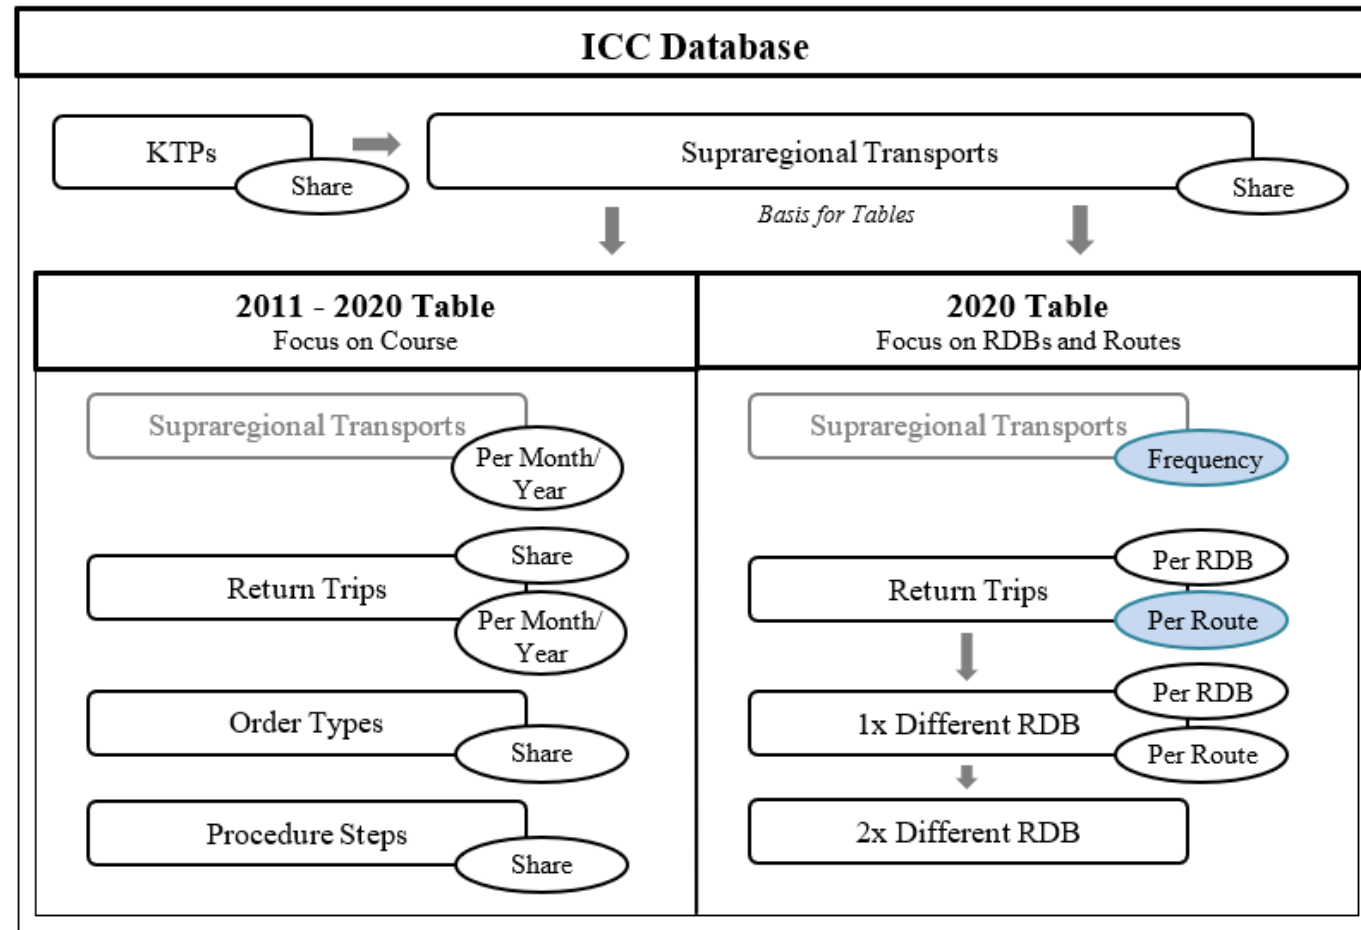 ICC Database
KTPs
Share
Supraregional Transports
Share
Basis for Tables
2011 - 2020 Table
Focus on Course
2020 Table
Focus on RDBs and Routes
Supraregional Transports
Per Month/
Year
Return Trips
Share
Per Month/
Year
Order Types
Share
Procedure Steps
Share
Supraregional Transports
Frequency
Return Trips
Per RDB
Per Route
1x Different RDB
Per RDB
Per Route
2x Different RDB